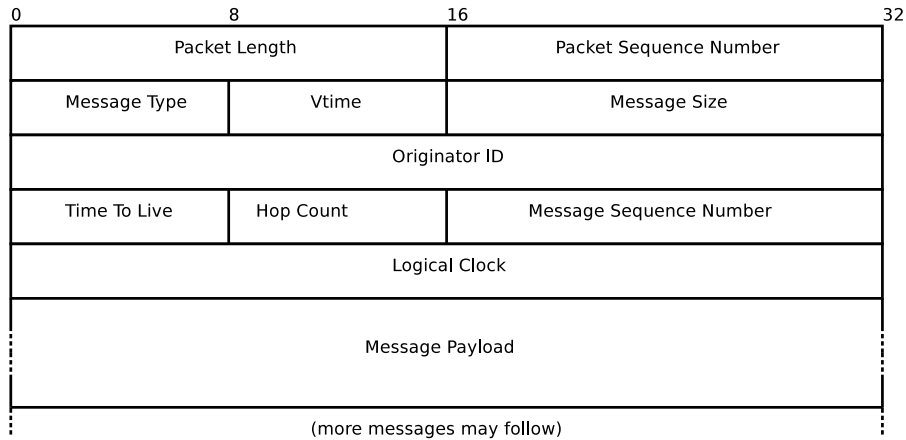 0 8 16 32
Packet Length Packet Sequence Number
Message Type Vtime Message Size
Originator ID
Time To Live Hop Count Message Sequence Number
Logical Clock
Message Payload
(more messages may follow)